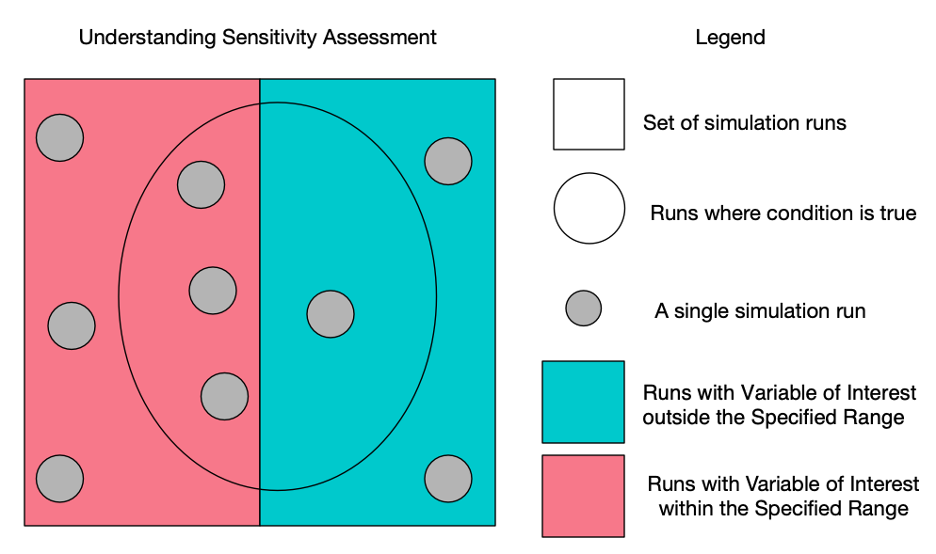 Understanding Sensitivity Assessment
Legend
Set of simulation runs
Runs where condition is true
A single simulation run
Runs with Variable of Interest
outside the Specified Range
Runs with Variable of Interest
within the Specified Range